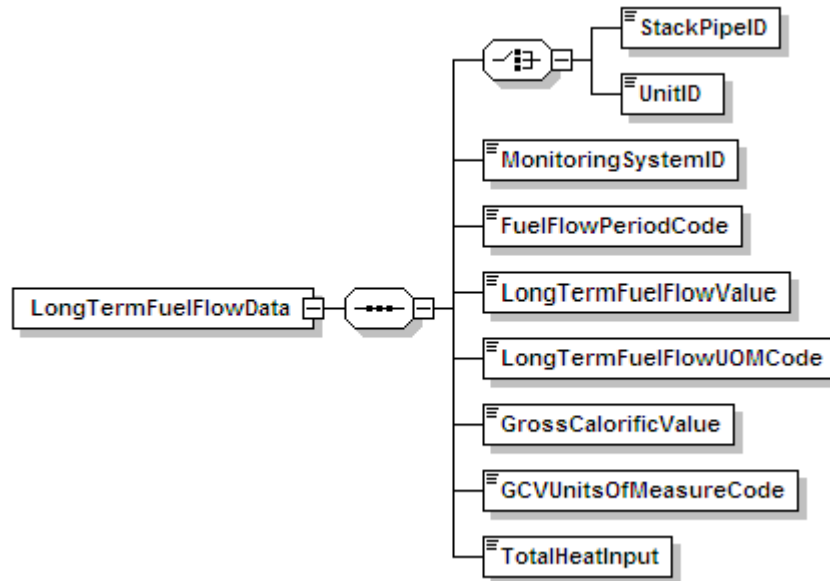 StackPipeID
UnitID
MonitoringSystemID
FuelFlowPeriodCode
LongTermFuelFlowData
LongTermFuelFlowValue
LongTermFuelFlowUOMCode
GrossCalorificValue
GCVUnitsOfMeasureCode
TotalHeatInput